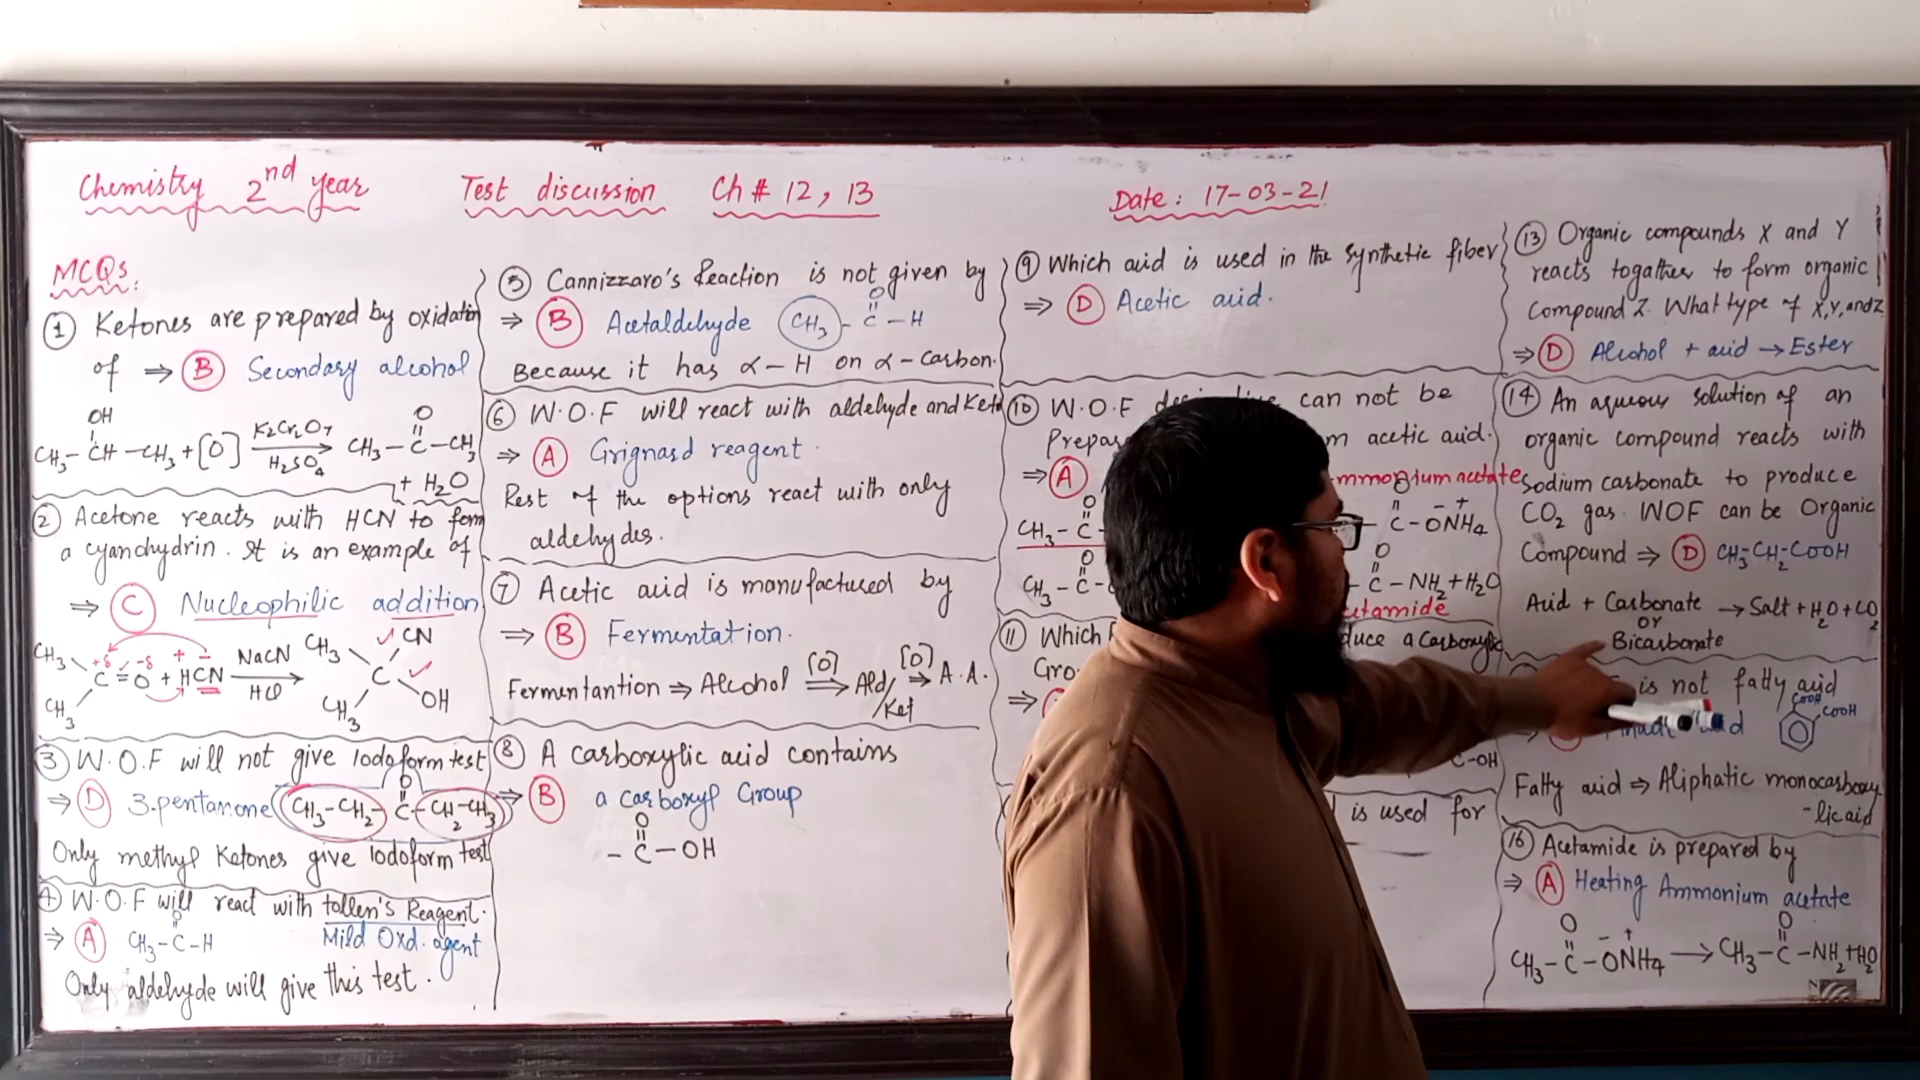 Chemistry 2nd year Test discussion Ch # 12, 13 Date: 17-03-21
MCQs:
① Ketones are prepared by oxidation
of ⇒ Ⓑ Secondary alcohol
OH
CH3-CH-CH3 + [O] K2Cr2O7 H2SO4 → CH3-C-CH3
O
+ H2O
② Acetone reacts with HCN to form
a cyanohydrin. It is an example of
⇒ Ⓒ Nucleophilic addition
CH3 +δ -δ + - CH3 CN
C=O + HCN NaCN HCl → C
CH3 CH3 OH
③ W.O.F will not give Iodoform test
⇒ Ⓓ 3-pentanone CH3-CH2-C-CH2-CH3
O
Only methyl Ketones give Iodoform test
④ W.O.F will react with tollen's Reagent.
⇒ Ⓐ CH3-C-H Mild Oxd. agent
O
Only aldehyde will give this test.
⑤ Cannizzaro's Reaction is not given by
⇒ Ⓑ Acetaldehyde CH3-C-H
O
Because it has α-H on α-carbon.
⑥ W.O.F will react with aldehyde and Keto
⇒ Ⓐ Grignard reagent.
Rest of the options react with only
aldehydes.
⑦ Acetic acid is manufactured by
⇒ Ⓑ Fermentation.
Fermentantion ⇒ Alcohol [O] ⇒ Ald/Ket [O] ⇒ A.A.
⑧ A carboxylic acid contains
⇒ Ⓑ a carboxyl Group
O
-C-OH
⑨ Which acid is used in the synthetic fiber
⇒ Ⓓ Acetic acid.
⑩ W.O.F can not be
acetic acid.
⇒ Ⓐ
O
CH3-C- C-ONH4
- +
O O
CH3-C- C-NH2 + H2O
⑪ Which a Carboxylic
⇒
C-OH
is used for
⑬ Organic compounds X and Y
reacts togather to form organic
Compound Z. What type of X,Y, and Z
⇒ Ⓓ Alcohol + acid → Ester
⑭ An aqueous solution of an
organic compound reacts with
sodium carbonate to produce
CO2 gas. WOF can be Organic
Compound ⇒ Ⓓ CH3-CH2-COOH
Acid + Carbonate → Salt + H2O + CO2
or
Bicarbonate
is not fatty acid
COOH
COOH
Fatty acid ⇒ Aliphatic monocarboxy
-lic acid
⑯ Acetamide is prepared by
⇒ Ⓐ Heating Ammonium acetate
O - + O
CH3-C-ONH4 → CH3-C-NH2 + H2O